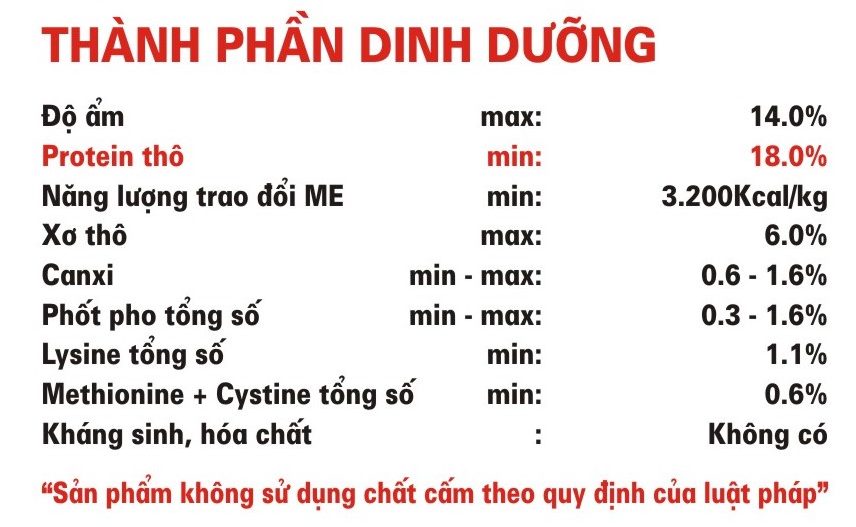 THÀNH PHẦN DINH DƯỠNG
Độ ẩm max: 14.0%
Protein thô min: 18.0%
Năng lượng trao đổi ME min: 3.200Kcal/kg
Xơ thô max: 6.0%
Canxi min - max: 0.6 - 1.6%
Phốt pho tổng số min - max: 0.3 - 1.6%
Lysine tổng số min: 1.1%
Methionine + Cystine tổng số min: 0.6%
Kháng sinh, hóa chất : Không có
“Sản phẩm không sử dụng chất cấm theo quy định của luật pháp”